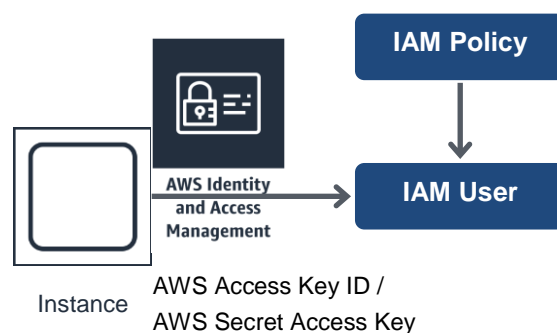 IAM Policy
AWS Identity
and Access
Management
IAM User
Instance
AWS Access Key ID /
AWS Secret Access Key